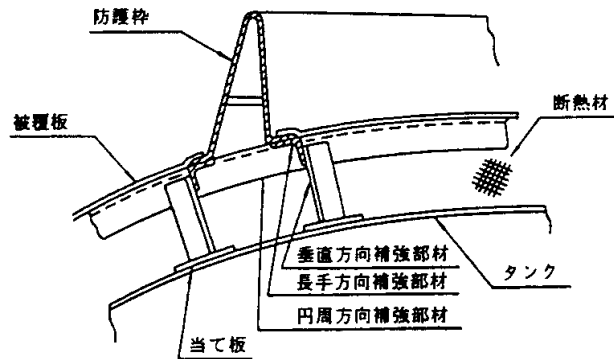 防護枠
断熱材
被覆板
垂直方向補強部材
長手方向補強部材
タンク
円周方向補強部材
当て板